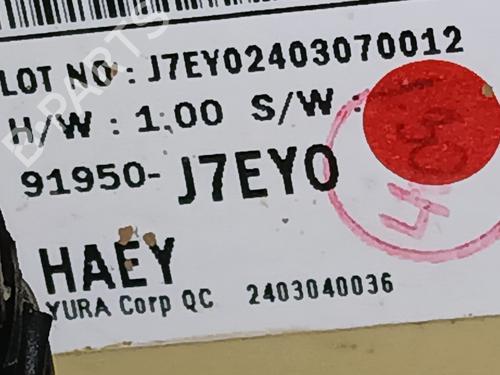 LOT NO : J7EY02403070012
H/W : 1.00 S/W :
91950- J7EY0
HAEY
YURA Corp QC 2403040036